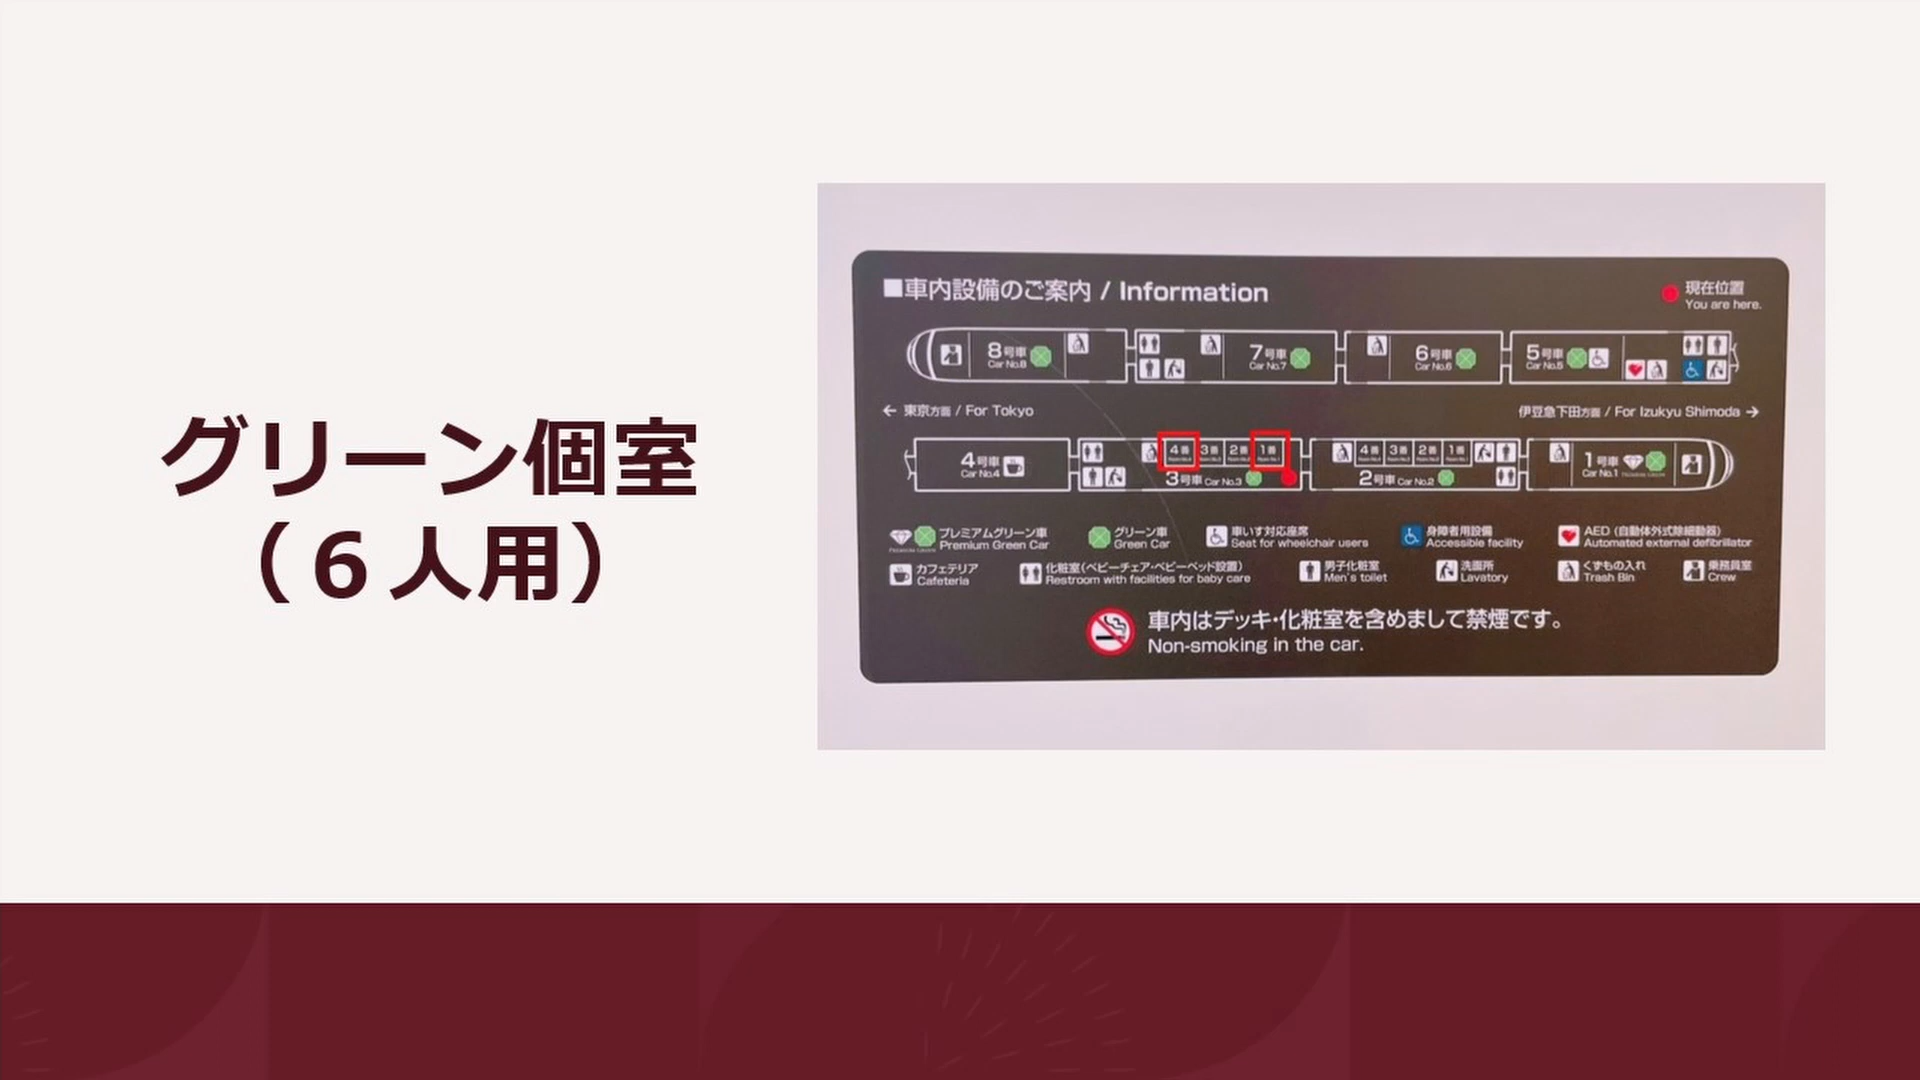 グリーン個室
（６人用）
■車内設備のご案内 / Information
現在位置
You are here.
8号車
Car No.8
7号車
Car No.7
6号車
Car No.6
5号車
Car No.5
← 東京方面 / For Tokyo
伊豆急下田方面 / For Izukyu Shimoda →
4号車
Car No.4
4番 3番 2番 1番
3号車 Car No.3
4番 3番 2番 1番
2号車 Car No.2
1号車
Car No.1
プレミアムグリーン車
Premium Green Car
グリーン車
Green Car
車いす対応座席
Seat for wheelchair users
身障者用設備
Accessible facility
AED (自動体外式除細動器)
Automated external defibrillator
カフェテリア
Cafeteria
化粧室(ベビーチェア・ベビーベッド設置)
Restroom with facilities for baby care
男子化粧室
Men's toilet
洗面所
Lavatory
くずもの入れ
Trash Bin
乗務員室
Crew
車内はデッキ・化粧室を含めまして禁煙です。
Non-smoking in the car.